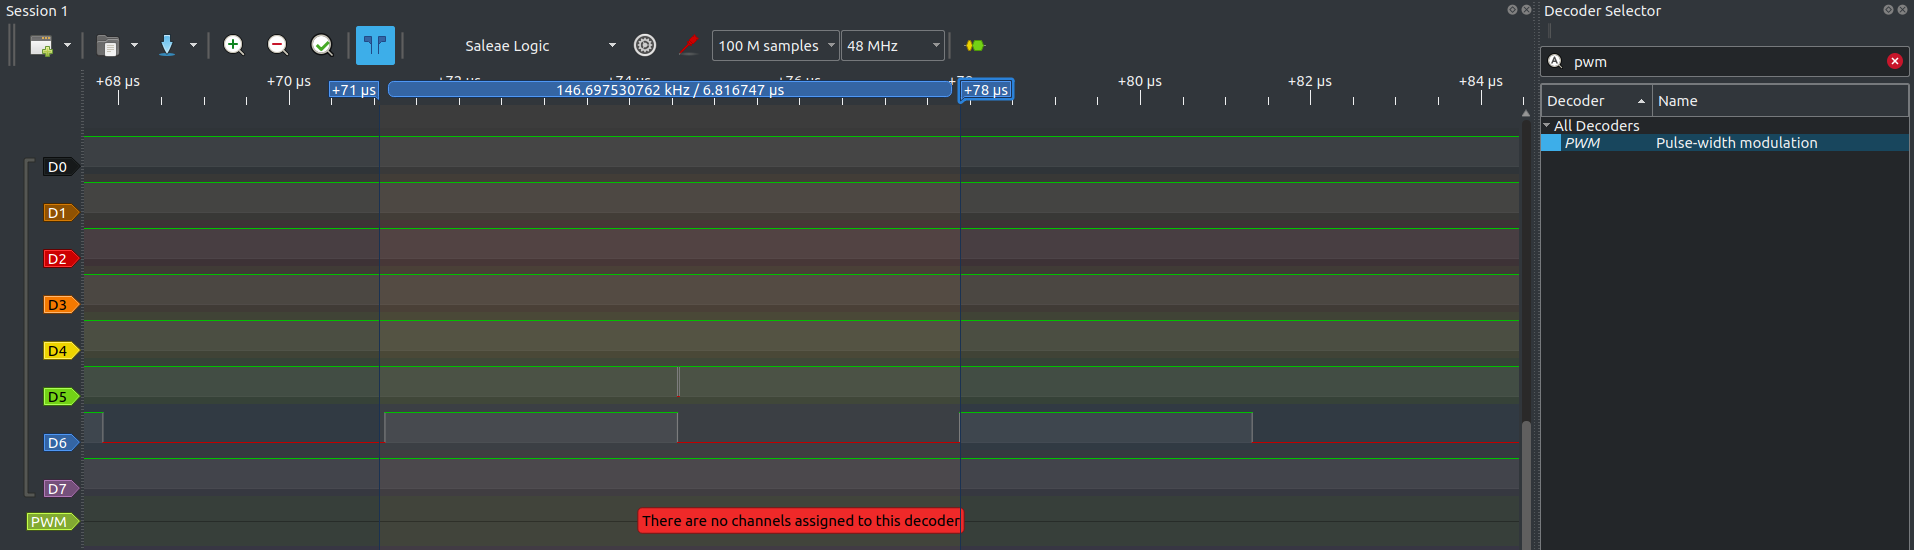 Session 1
Decoder Selector
Saleae Logic
100 M samples
48 MHz
pwm
+68 µs
+70 µs
+80 µs
+82 µs
+84 µs
+71 µs
146.697530762 kHz / 6.816747 µs
+78 µs
Decoder
Name
All Decoders
PWM
Pulse-width modulation
D0
D1
D2
D3
D4
D5
D6
D7
PWM
There are no channels assigned to this decoder